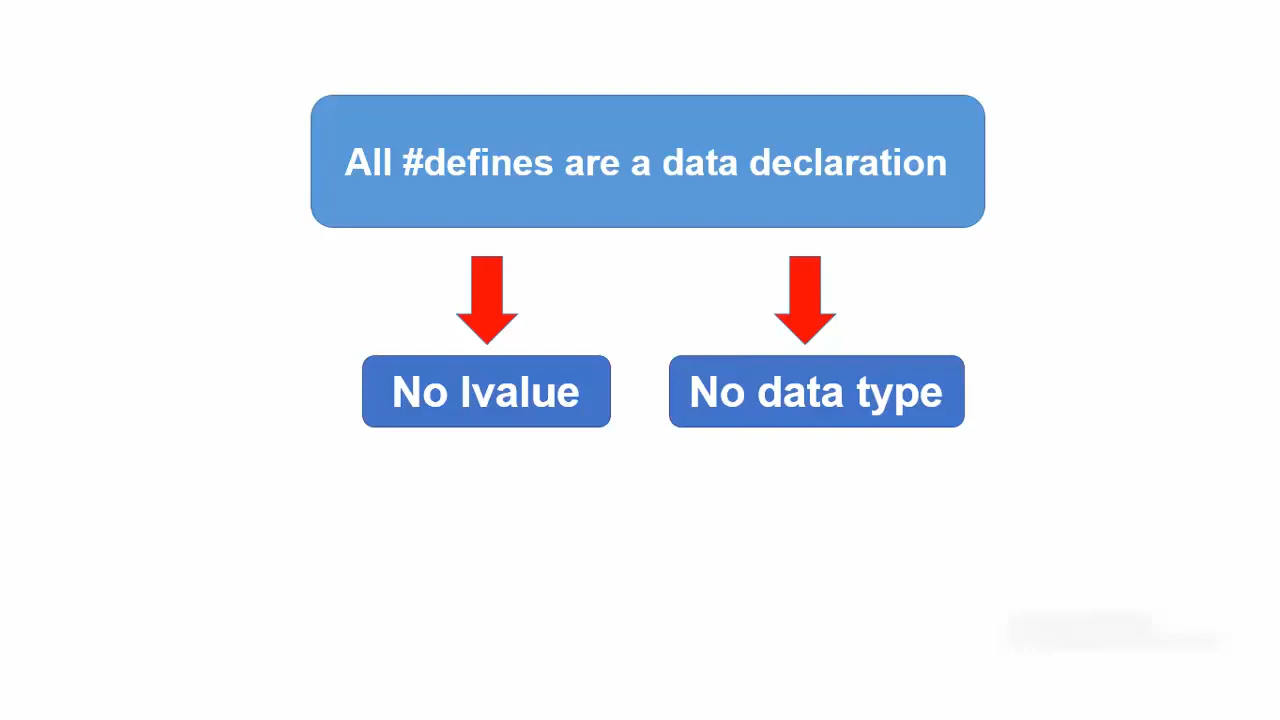 All #defines are a data declaration
No lvalue
No data type